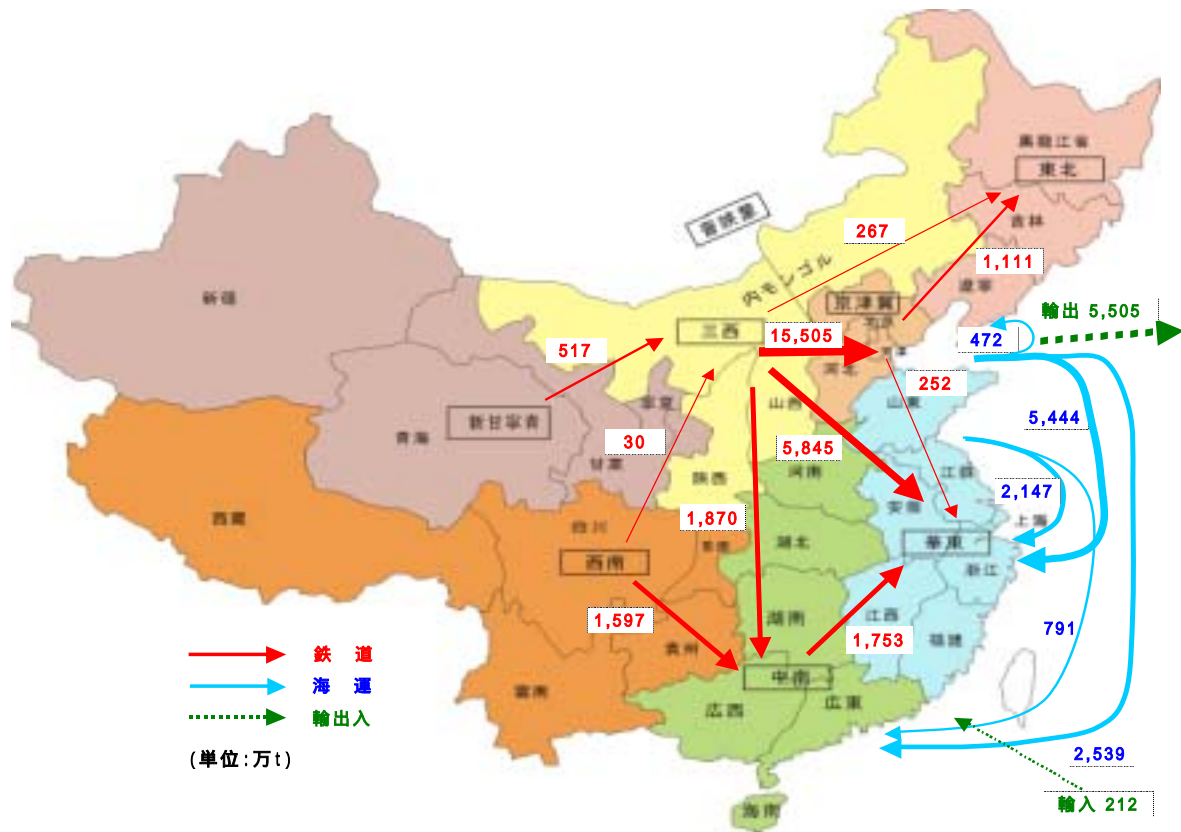 黒龍江省
東北
吉林
遼寧
267
1,111
内モンゴル
京津冀
三西
15,505
輸出 5,505
472
新疆
517
河北
252
山東
山西
5,444
新甘寧青
寧夏
青海
30
甘粛
5,845
河南
陝西
江蘇
2,147
安徽
上海
西蔵
四川
1,870
湖北
華東
西南
浙江
1,597
湖南
江西
1,753
福建
791
貴州
鉄 道
中南
海 運
雲南
広西
広東
輸出入
(単位:万t)
2,539
輸入 212
海南